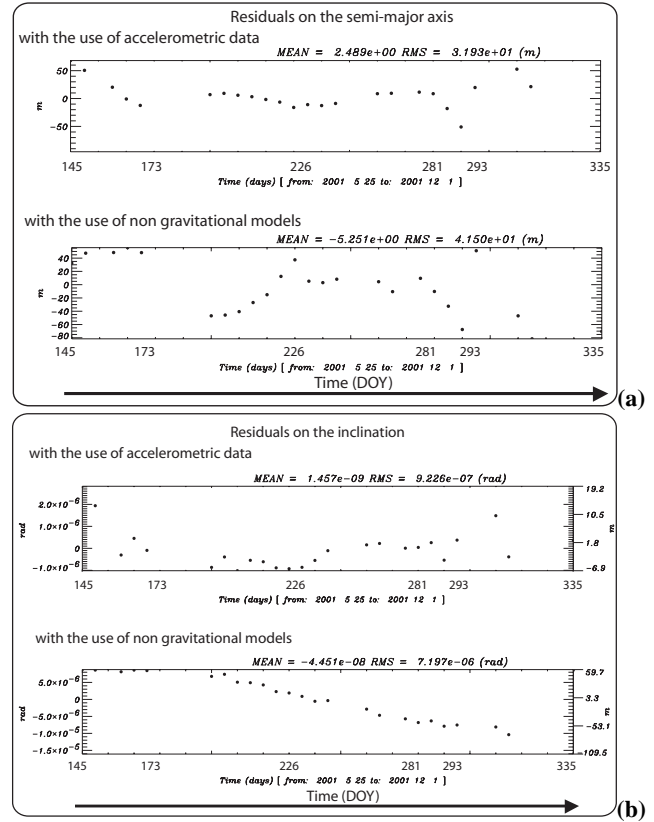 Residuals on the semi-major axis
with the use of accelerometric data
MEAN = 2.489e+00 RMS = 3.193e+01 (m)
50
0
-50
m
145 173 226 281 293 335
Time (days) [ from: 2001 5 25 to: 2001 12 1 ]
with the use of non gravitational models
MEAN = -5.251e+00 RMS = 4.150e+01 (m)
40
20
0
-20
-40
-60
-80
m
145 173 226 281 293 335
Time (days) [ from: 2001 5 25 to: 2001 12 1 ]
Time (DOY)
(a)
Residuals on the inclination
with the use of accelerometric data
MEAN = 1.457e-09 RMS = 9.226e-07 (rad)
2.0×10⁻⁶
1.0×10⁻⁶
0
-1.0×10⁻⁶
rad
19.2
10.5
1.8
-6.9
m
145 173 226 281 293 335
Time (days) [ from: 2001 5 25 to: 2001 12 1 ]
with the use of non gravitational models
MEAN = -4.451e-08 RMS = 7.197e-06 (rad)
5.0×10⁻⁶
0
-5.0×10⁻⁶
-1.0×10⁻⁵
-1.5×10⁻⁵
rad
59.7
3.3
-53.1
-109.5
m
145 173 226 281 293 335
Time (days) [ from: 2001 5 25 to: 2001 12 1 ]
Time (DOY)
(b)